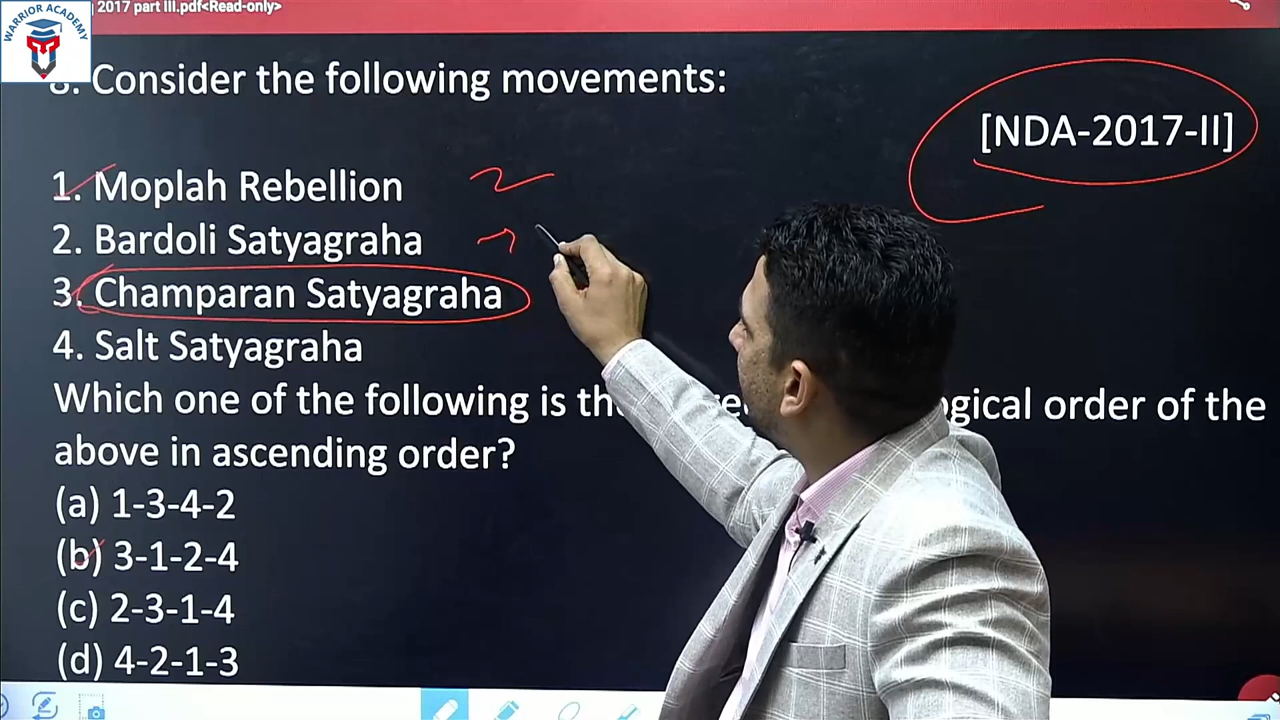 2017 part III.pdf<Read-only>
WARRIOR ACADEMY
8. Consider the following movements:
[NDA-2017-II]
1. Moplah Rebellion
2. Bardoli Satyagraha
3. Champaran Satyagraha
4. Salt Satyagraha
Which one of the following is order of the
above in ascending order?
(a) 1-3-4-2
(b) 3-1-2-4
(c) 2-3-1-4
(d) 4-2-1-3